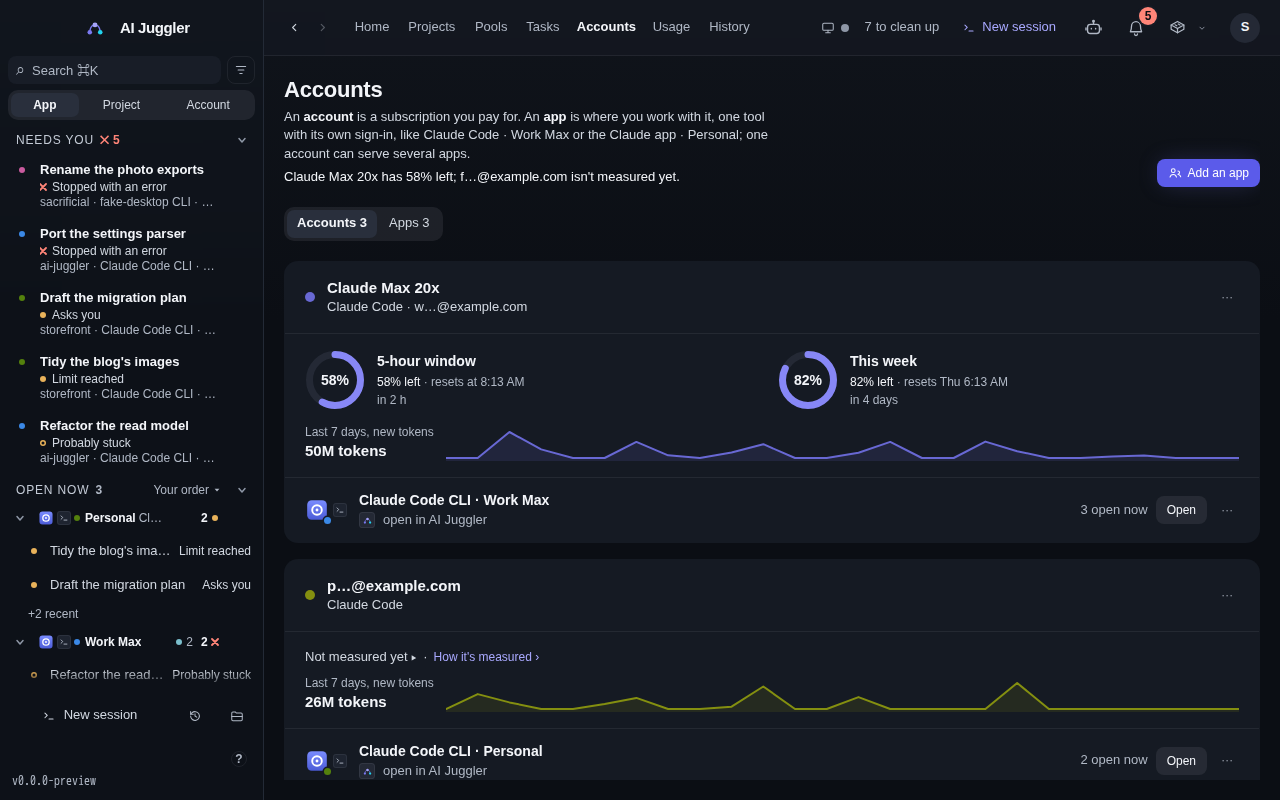 AI Juggler
Search ⌘K
App Project Account
NEEDS YOU 5
Rename the photo exports
Stopped with an error
sacrificial · fake-desktop CLI · …
Port the settings parser
Stopped with an error
ai-juggler · Claude Code CLI · …
Draft the migration plan
Asks you
storefront · Claude Code CLI · …
Tidy the blog's images
Limit reached
storefront · Claude Code CLI · …
Refactor the read model
Probably stuck
ai-juggler · Claude Code CLI · …
OPEN NOW 3 Your order
Personal Cl… 2
Tidy the blog's ima… Limit reached
Draft the migration plan Asks you
+2 recent
Work Max 2 2
Refactor the read… Probably stuck
New session
?
v0.0.0-preview
Home Projects Pools Tasks Accounts Usage History 7 to clean up New session 5 S
Accounts
An account is a subscription you pay for. An app is where you work with it, one tool
with its own sign-in, like Claude Code · Work Max or the Claude app · Personal; one
account can serve several apps.
Claude Max 20x has 58% left; f…@example.com isn't measured yet.
Add an app
Accounts 3 Apps 3
Claude Max 20x
Claude Code · w…@example.com
58% 5-hour window
58% left · resets at 8:13 AM
in 2 h
82% This week
82% left · resets Thu 6:13 AM
in 4 days
Last 7 days, new tokens
50M tokens
Claude Code CLI · Work Max
open in AI Juggler
3 open now Open
p…@example.com
Claude Code
Not measured yet ▸ · How it's measured ›
Last 7 days, new tokens
26M tokens
Claude Code CLI · Personal
open in AI Juggler
2 open now Open